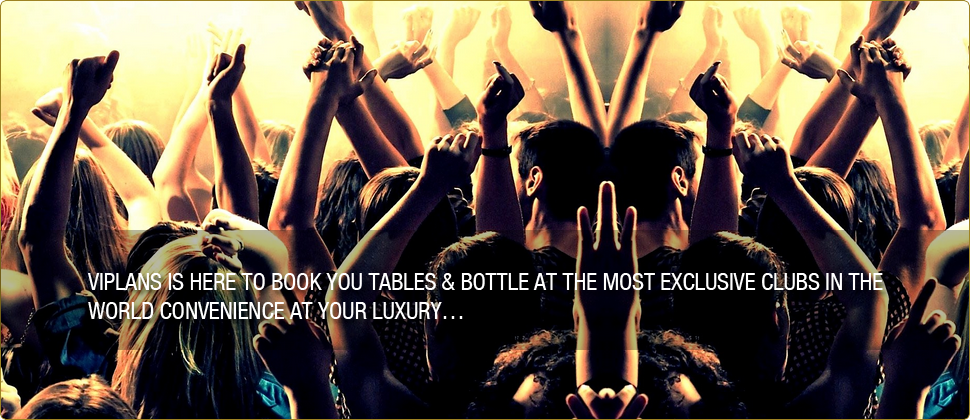 VIPLANS IS HERE TO BOOK YOU TABLES & BOTTLE AT THE MOST EXCLUSIVE CLUBS IN THE
WORLD CONVENIENCE AT YOUR LUXURY...